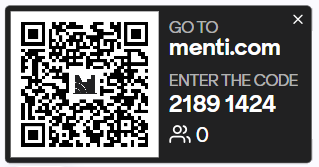 GO TO
menti.com
ENTER THE CODE
2189 1424
0